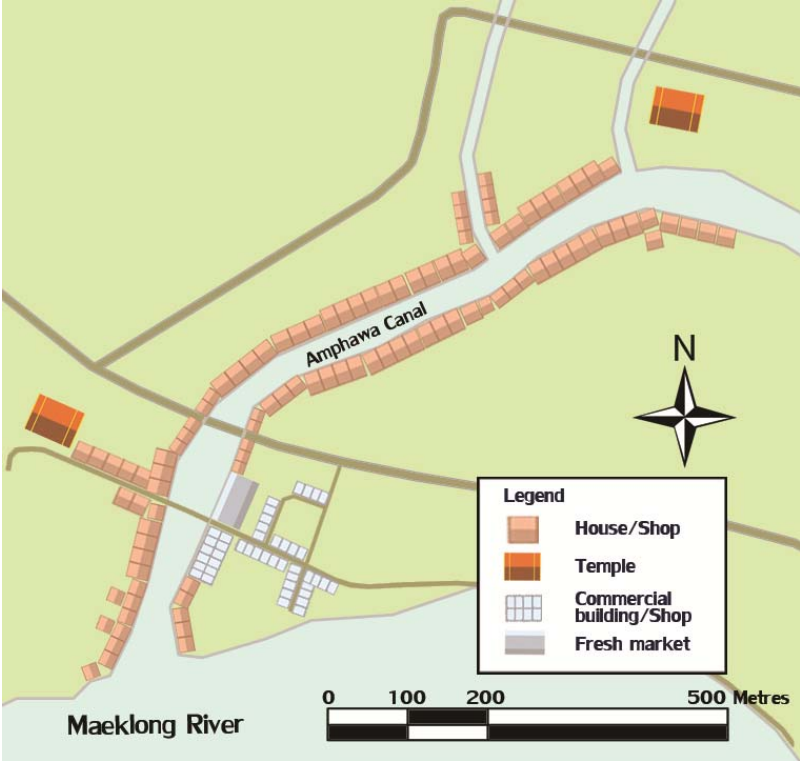 Amphawa Canal
N
Legend
House/Shop
Temple
Commercial
building/Shop
Fresh market
0 100 200 500 Metres
Maeklong River